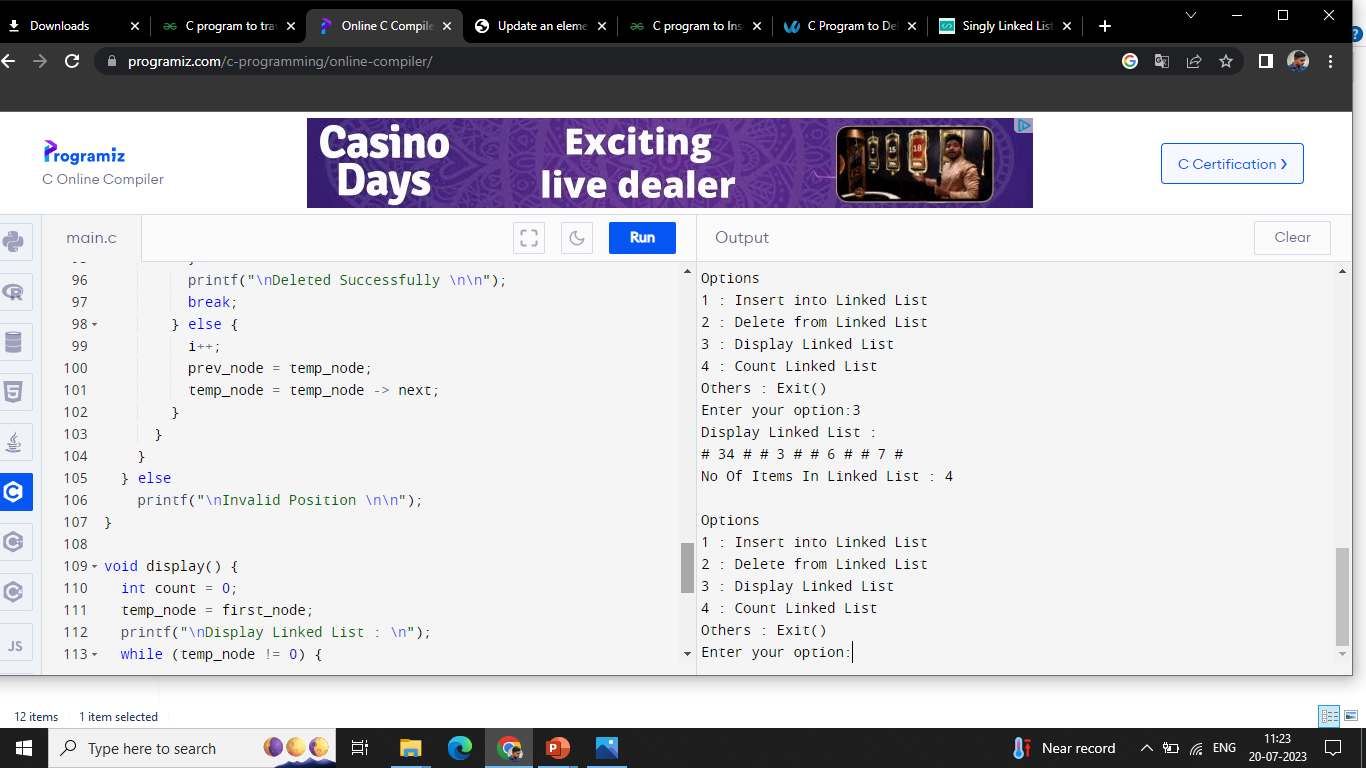 Downloads
C program to trav
Online C Compile
Update an eleme
C program to Ins
C Program to Del
Singly Linked List
programiz.com/c-programming/online-compiler/
Programiz
C Online Compiler
Casino
Days
Exciting
live dealer
C Certification
main.c
Run
Output
Clear
96 printf("\nDeleted Successfully \n\n");
97 break;
98 } else {
99 i++;
100 prev_node = temp_node;
101 temp_node = temp_node -> next;
102 }
103 }
104 }
105 } else
106 printf("\nInvalid Position \n\n");
107 }
108
109 void display() {
110 int count = 0;
111 temp_node = first_node;
112 printf("\nDisplay Linked List : \n");
113 while (temp_node != 0) {
JS
Options
1 : Insert into Linked List
2 : Delete from Linked List
3 : Display Linked List
4 : Count Linked List
Others : Exit()
Enter your option:3
Display Linked List :
# 34 # # 3 # # 6 # # 7 #
No Of Items In Linked List : 4
Options
1 : Insert into Linked List
2 : Delete from Linked List
3 : Display Linked List
4 : Count Linked List
Others : Exit()
Enter your option:
12 items 1 item selected
Type here to search
Near record
ENG
11:23
20-07-2023